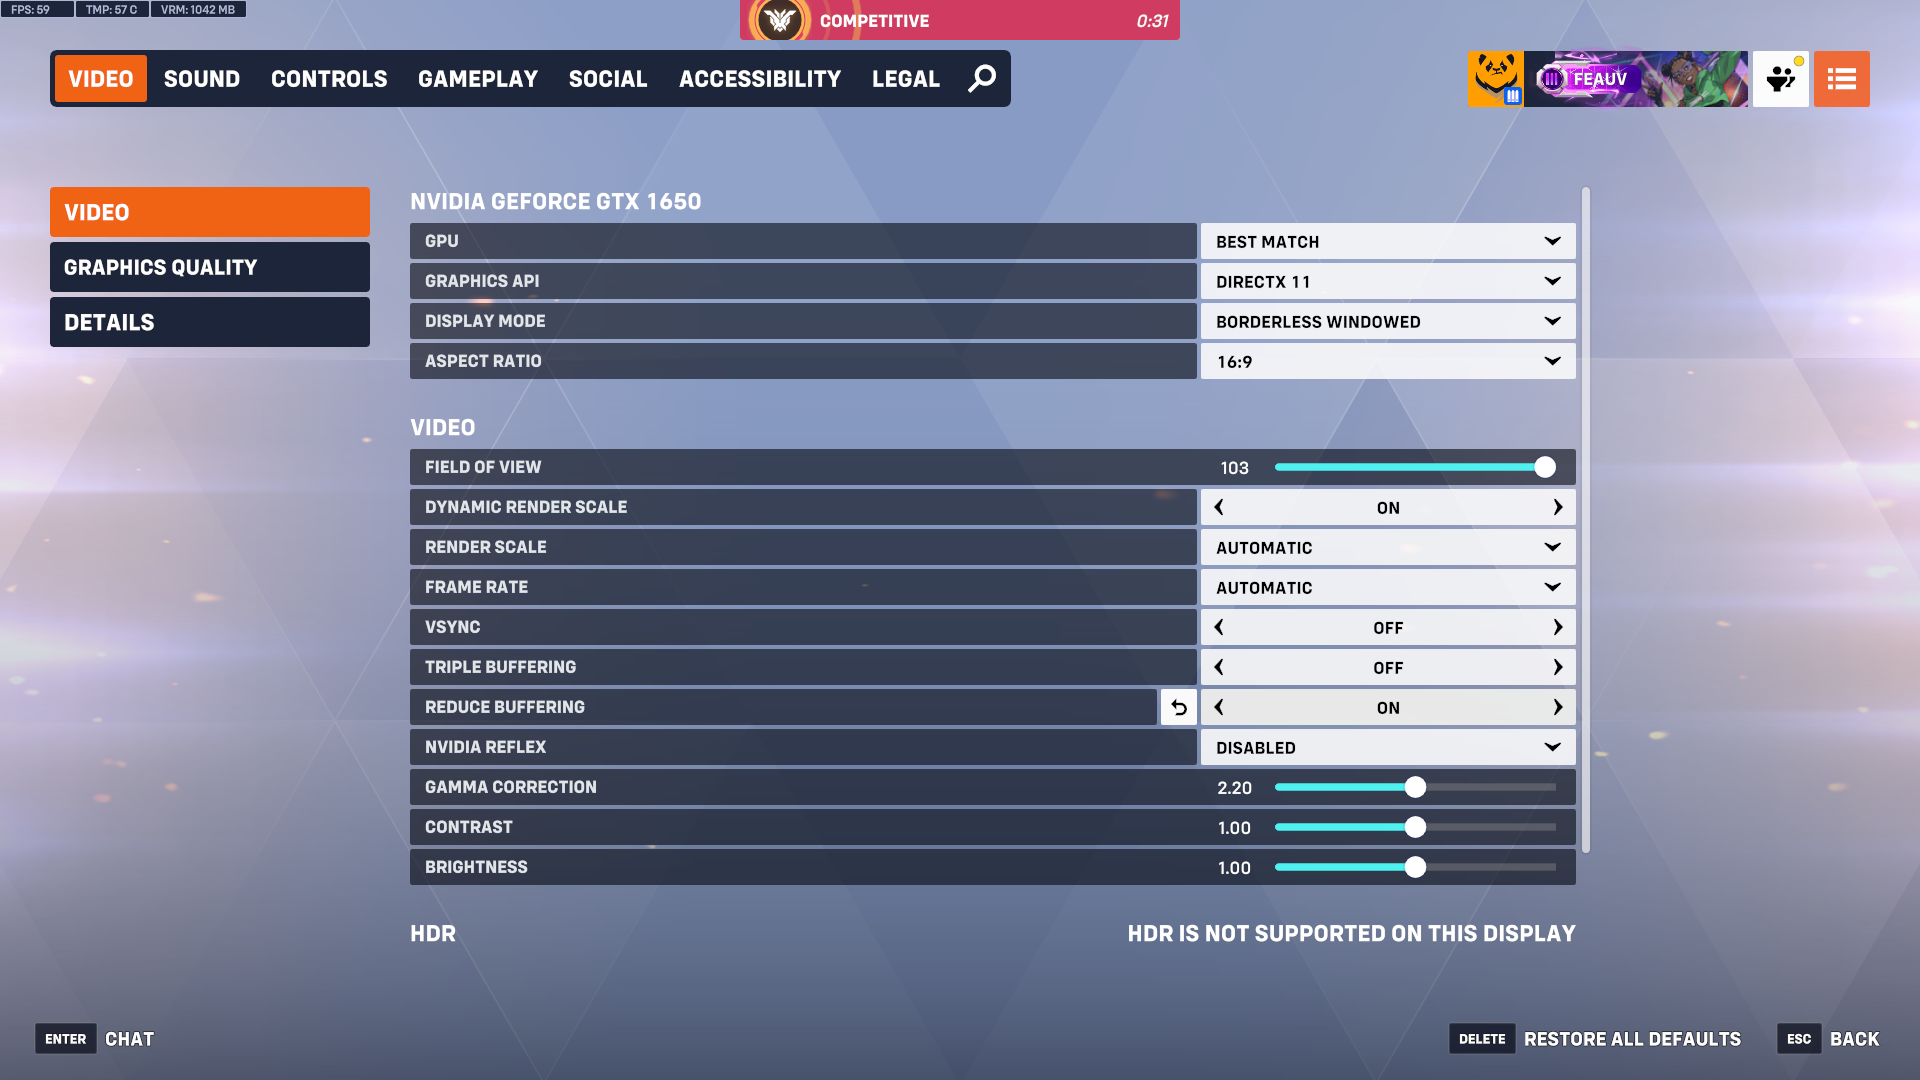 FPS: 59 TMP: 57 C VRM: 1042 MB
COMPETITIVE 0:31
VIDEO SOUND CONTROLS GAMEPLAY SOCIAL ACCESSIBILITY LEGAL
FEAUV
VIDEO
GRAPHICS QUALITY
DETAILS
NVIDIA GEFORCE GTX 1650
GPU BEST MATCH
GRAPHICS API DIRECTX 11
DISPLAY MODE BORDERLESS WINDOWED
ASPECT RATIO 16:9
VIDEO
FIELD OF VIEW 103
DYNAMIC RENDER SCALE ON
RENDER SCALE AUTOMATIC
FRAME RATE AUTOMATIC
VSYNC OFF
TRIPLE BUFFERING OFF
REDUCE BUFFERING ON
NVIDIA REFLEX DISABLED
GAMMA CORRECTION 2.20
CONTRAST 1.00
BRIGHTNESS 1.00
HDR HDR IS NOT SUPPORTED ON THIS DISPLAY
ENTER CHAT DELETE RESTORE ALL DEFAULTS ESC BACK